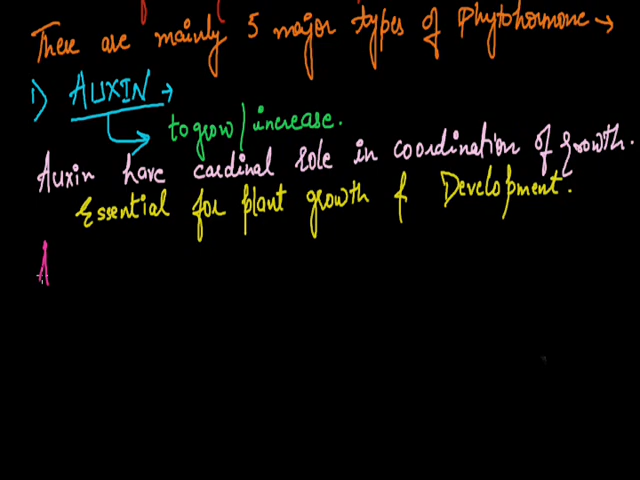 There are mainly 5 major types of Phytohormone →
1) AUXIN →
to grow/increase.
Auxin have cardinal role in coordination of growth.
Essential for plant growth & Development.
A